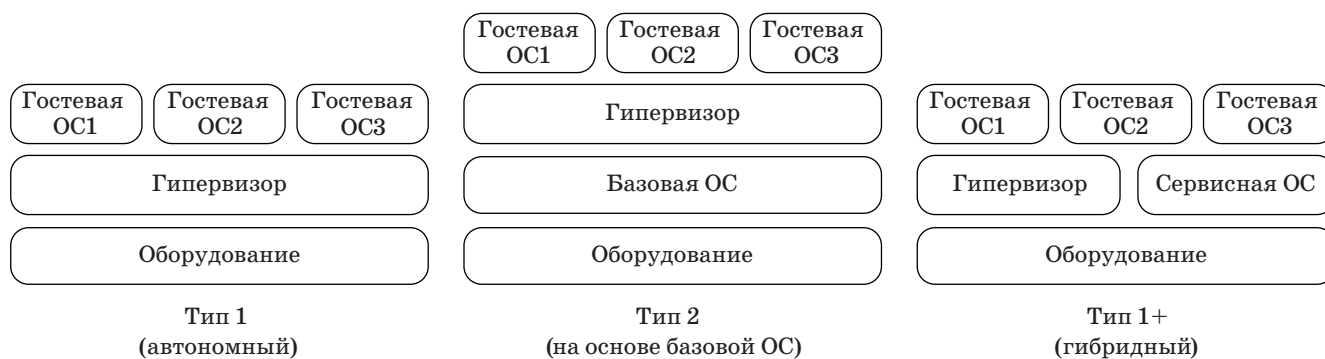 Гостевая
ОС1
Гостевая
ОС2
Гостевая
ОС3
Гипервизор
Оборудование
Тип 1
(автономный)
Гостевая
ОС1
Гостевая
ОС2
Гостевая
ОС3
Гипервизор
Базовая ОС
Оборудование
Тип 2
(на основе базовой ОС)
Гостевая
ОС1
Гостевая
ОС2
Гостевая
ОС3
Гипервизор
Сервисная ОС
Оборудование
Тип 1+
(гибридный)